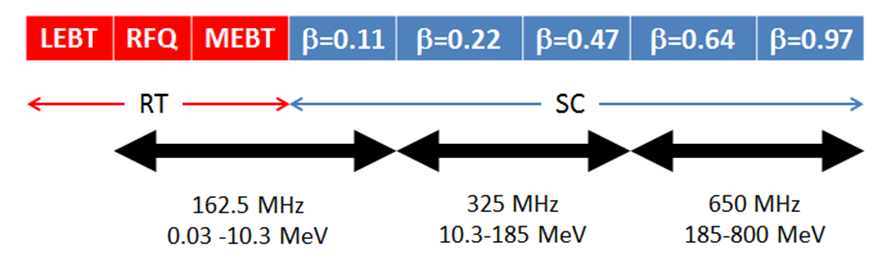 LEBT RFQ MEBT β=0.11 β=0.22 β=0.47 β=0.64 β=0.97
RT SC
162.5 MHz 325 MHz 650 MHz
0.03 -10.3 MeV 10.3-185 MeV 185-800 MeV